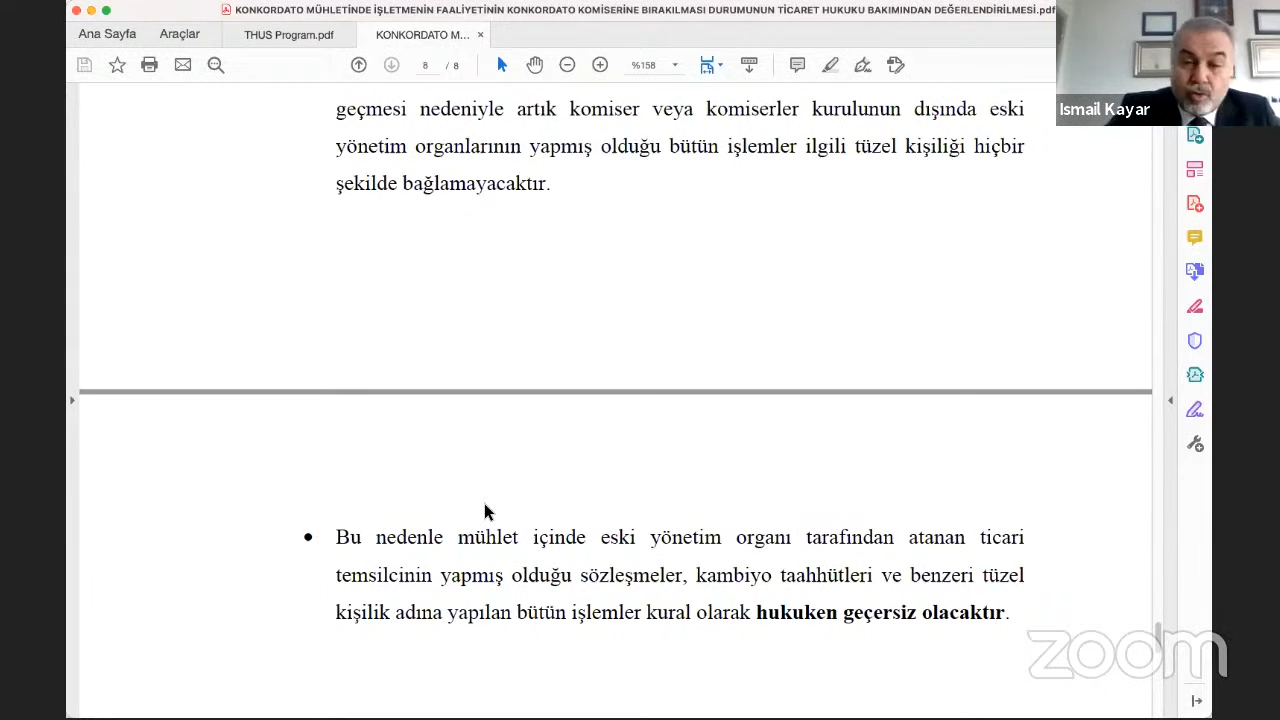 KONKORDATO MÜHLETİNDE İŞLETMENİN FAALİYETİNİN KONKORDATO KOMİSERİNE BIRAKILMASI DURUMUNUN TİCARET HUKUKU BAKIMINDAN DEĞERLENDİRİLMESİ.pdf
Ana Sayfa Araçlar THUS Program.pdf KONKORDATO M... ×
8 / 8 %158
Ismail Kayar
geçmesi nedeniyle artık komiser veya komiserler kurulunun dışında eski
yönetim organlarının yapmış olduğu bütün işlemler ilgili tüzel kişiliği hiçbir
şekilde bağlamayacaktır.
• Bu nedenle mühlet içinde eski yönetim organı tarafından atanan ticari
temsilcinin yapmış olduğu sözleşmeler, kambiyo taahhütleri ve benzeri tüzel
kişilik adına yapılan bütün işlemler kural olarak hukuken geçersiz olacaktır.
zoom